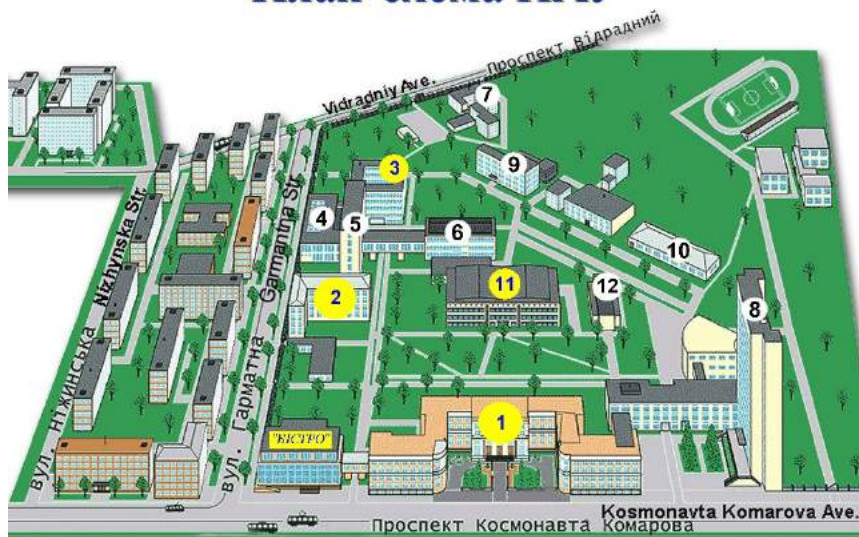 Проспект Відрадний
Vidradniy Ave.
7
3
9
4
5
6
10
2
11
12
8
Nizhynska Str.
Garmantna Str.
вул. Ніжинська
вул. Гарматна
1
"БІСТРО"
Kosmonavta Komarova Ave.
Проспект Космонавта Комарова